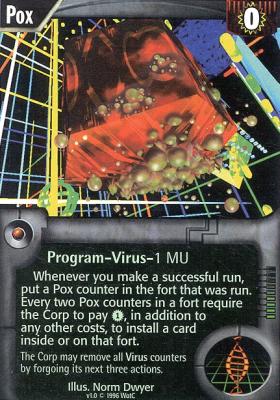 Pox
0
Program-Virus-1 MU
Whenever you make a successful run,
put a Pox counter in the fort that was run.
Every two Pox counters in a fort require
the Corp to pay 1, in addition to
any other costs, to install a card
inside or on that fort.
The Corp may remove all Virus counters
by forgoing its next three actions.
Illus. Norm Dwyer
v1.0 © 1996 WotC